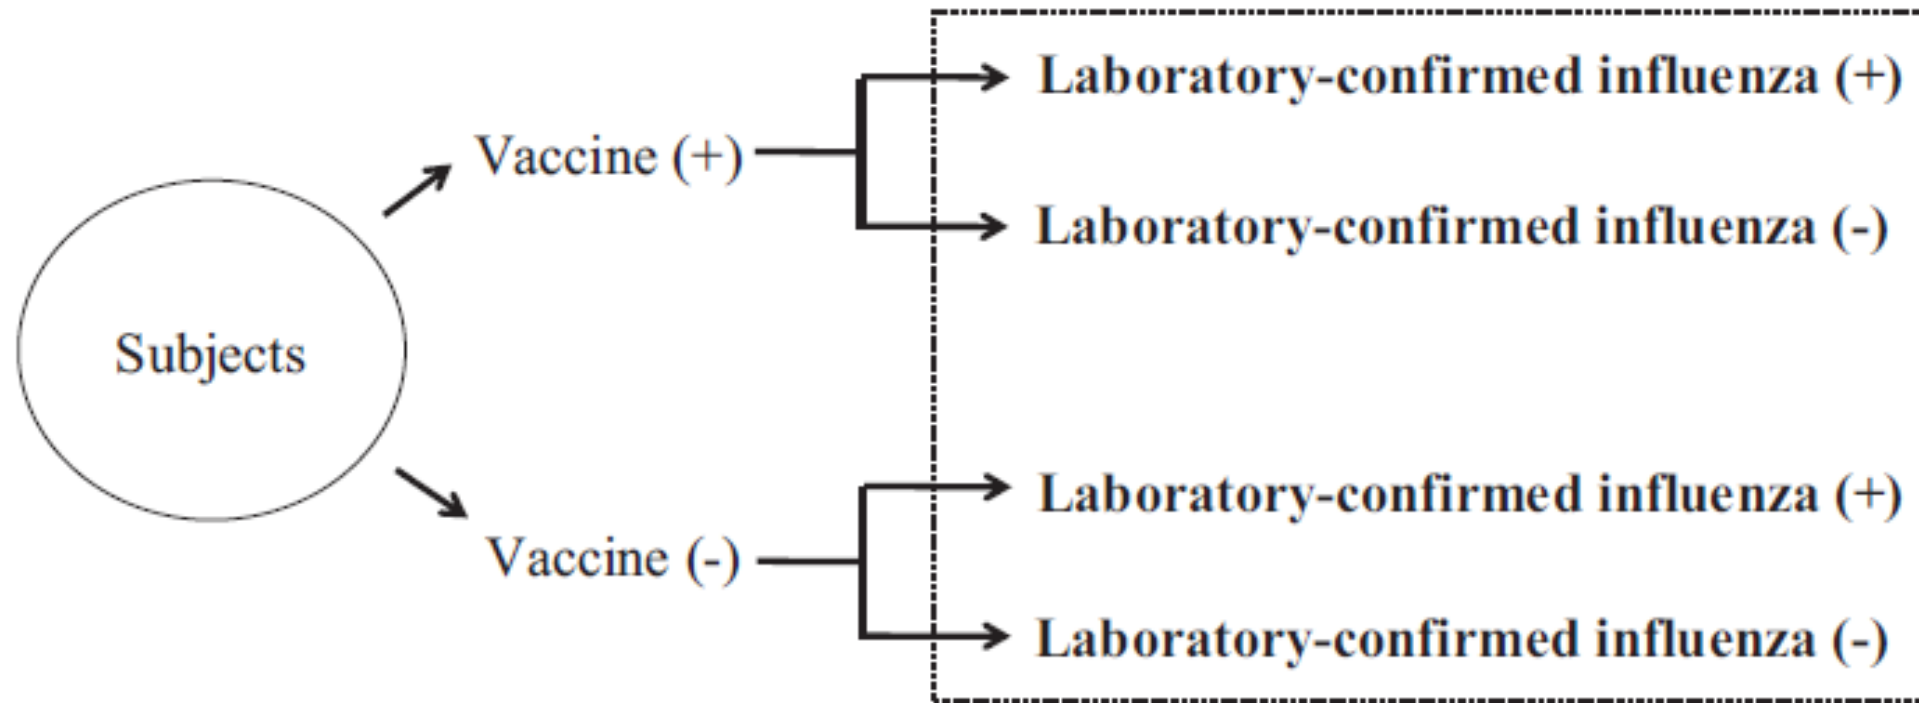 Laboratory-confirmed influenza (+)
Vaccine (+)
Laboratory-confirmed influenza (-)
Subjects
Laboratory-confirmed influenza (+)
Vaccine (-)
Laboratory-confirmed influenza (-)